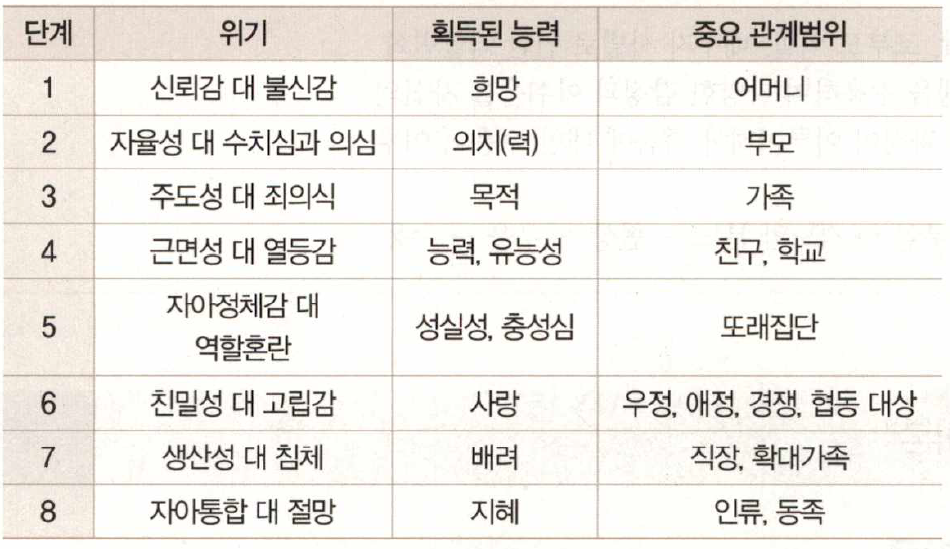 단계 위기 획득된 능력 중요 관계범위
1 신뢰감 대 불신감 희망 어머니
2 자율성 대 수치심과 의심 의지(력) 부모
3 주도성 대 죄의식 목적 가족
4 근면성 대 열등감 능력, 유능성 친구, 학교
5 자아정체감 대
역할혼란 성실성, 충성심 또래집단
6 친밀성 대 고립감 사랑 우정, 애정, 경쟁, 협동 대상
7 생산성 대 침체 배려 직장, 확대가족
8 자아통합 대 절망 지혜 인류, 동족